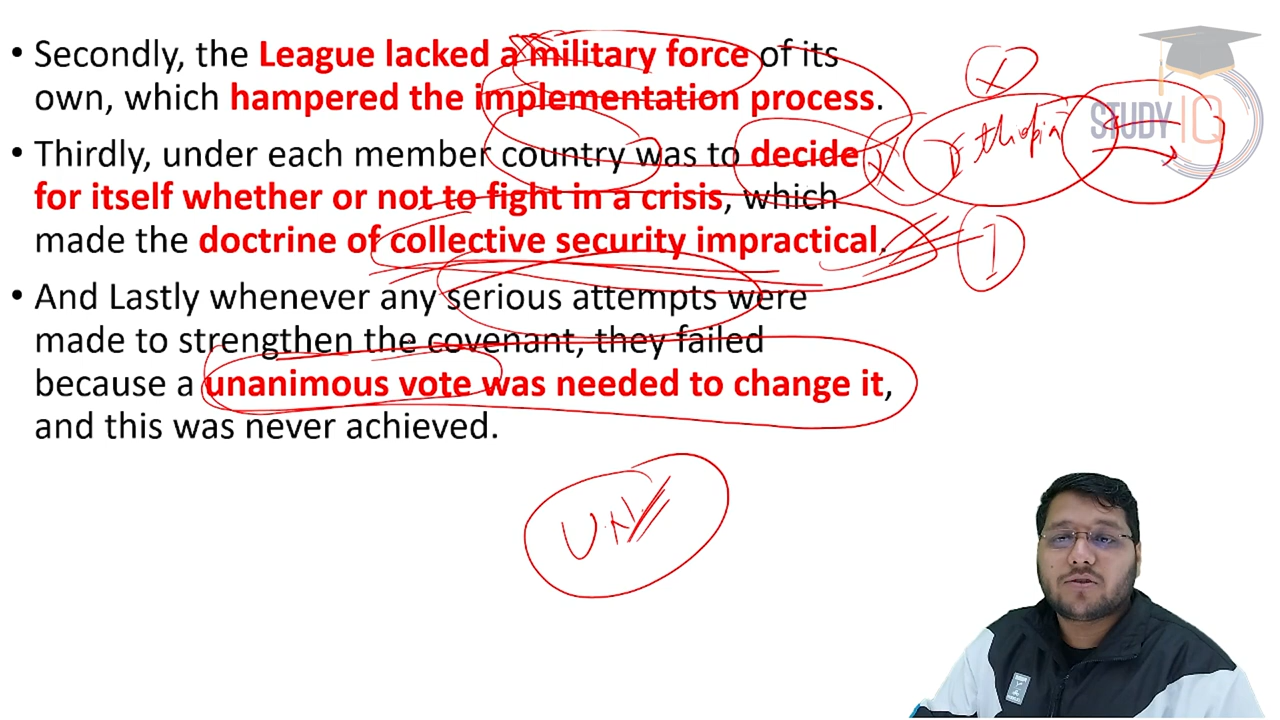 • Secondly, the League lacked a military force of its
own, which hampered the implementation process.
• Thirdly, under each member country was to decide
for itself whether or not to fight in a crisis, which
made the doctrine of collective security impractical.
• And Lastly whenever any serious attempts were
made to strengthen the covenant, they failed
because a unanimous vote was needed to change it,
and this was never achieved.
STUDY IQ
Ethiopia
X
X
I
U.N.